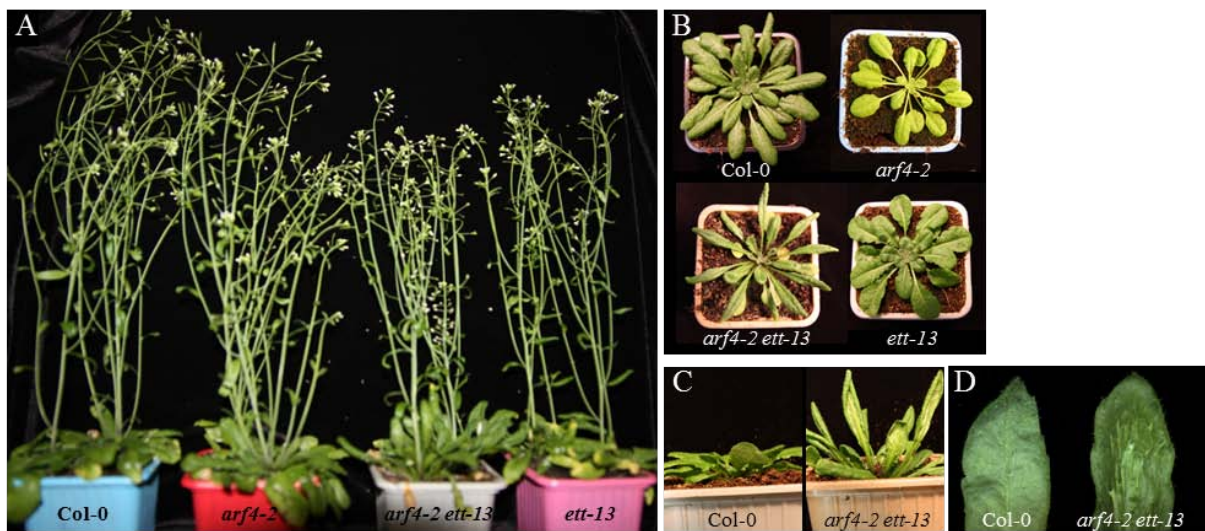 A
Col-0 arf4-2 arf4-2 ett-13 ett-13
B
Col-0 arf4-2
arf4-2 ett-13 ett-13
C
Col-0 arf4-2 ett-13
D
Col-0 arf4-2 ett-13